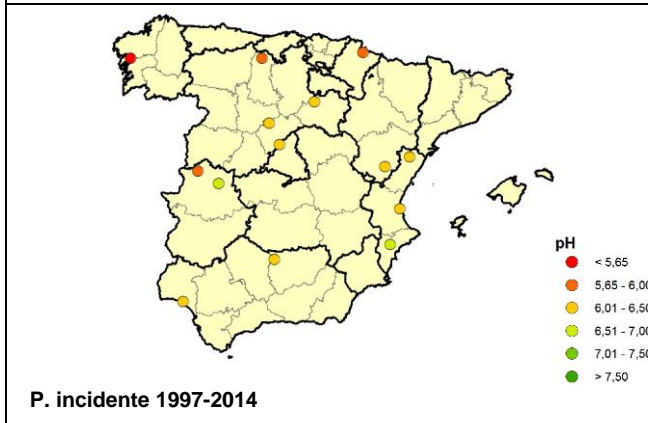 pH
< 5,65
5,65 - 6,00
6,01 - 6,50
6,51 - 7,00
7,01 - 7,50
> 7,50
P. incidente 1997-2014